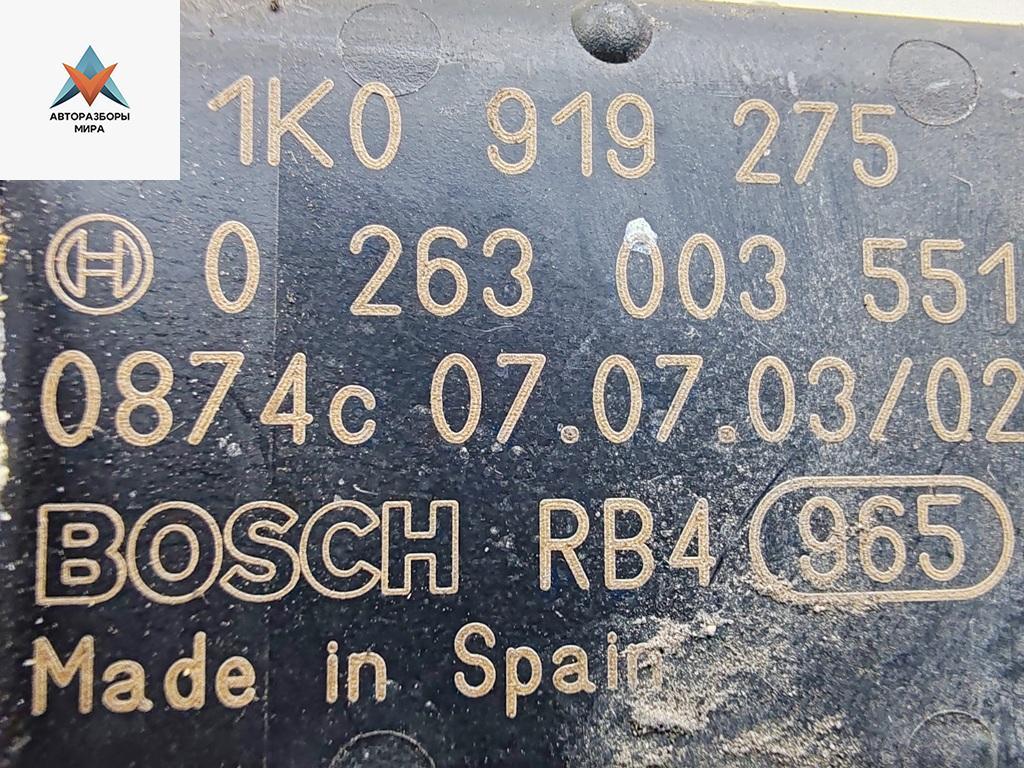 АВТОРАЗБОРЫ
МИРА
1K0 919 275
0 263 003 551
0874c 07.07.03/02
BOSCH RB4 965
Made in Spain